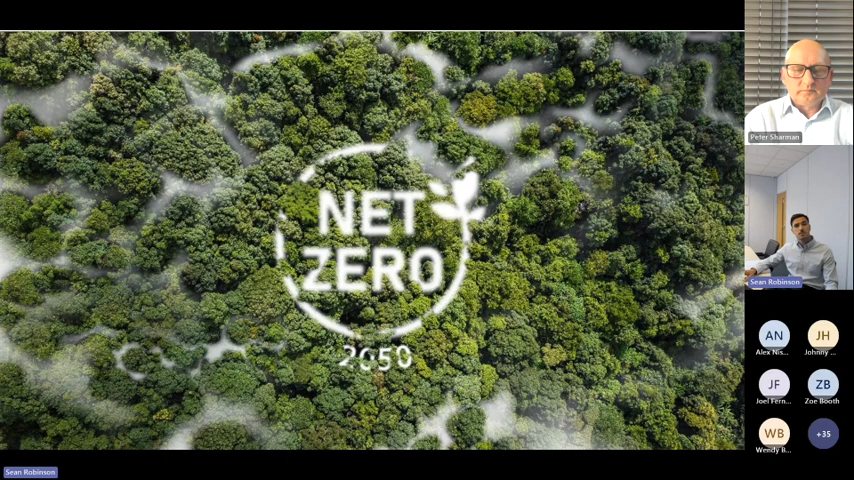 NET
ZERO
2050
Peter Sharman
Sean Robinson
AN
JH
Alex Nis...
Johnny ...
JF
ZB
Joel Fern...
Zoe Booth
WB
+35
Wendy B...
Sean Robinson